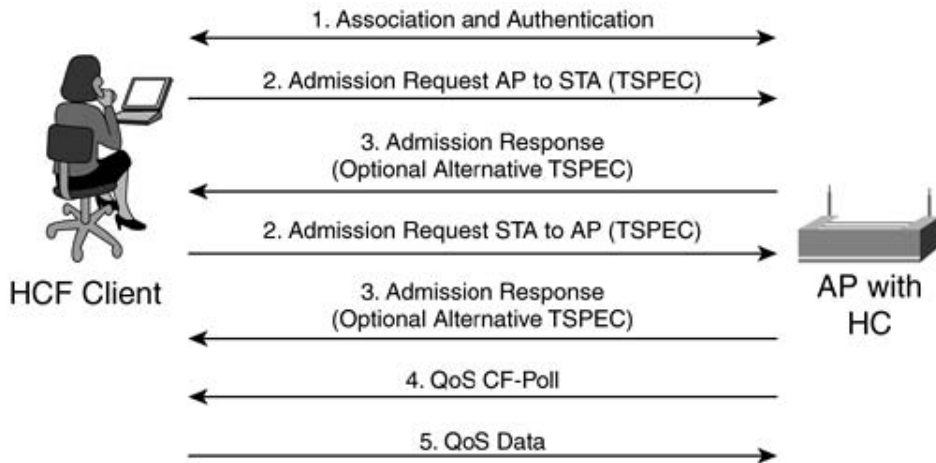 1. Association and Authentication
2. Admission Request AP to STA (TSPEC)
3. Admission Response
(Optional Alternative TSPEC)
2. Admission Request STA to AP (TSPEC)
HCF Client
AP with
HC
3. Admission Response
(Optional Alternative TSPEC)
4. QoS CF-Poll
5. QoS Data